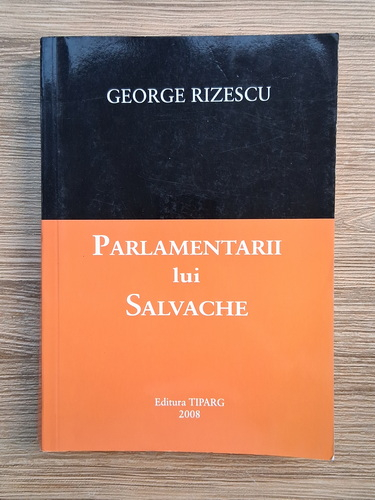 GEORGE RIZESCU
PARLAMENTARII
lui
SALVACHE
Editura TIPARG
2008